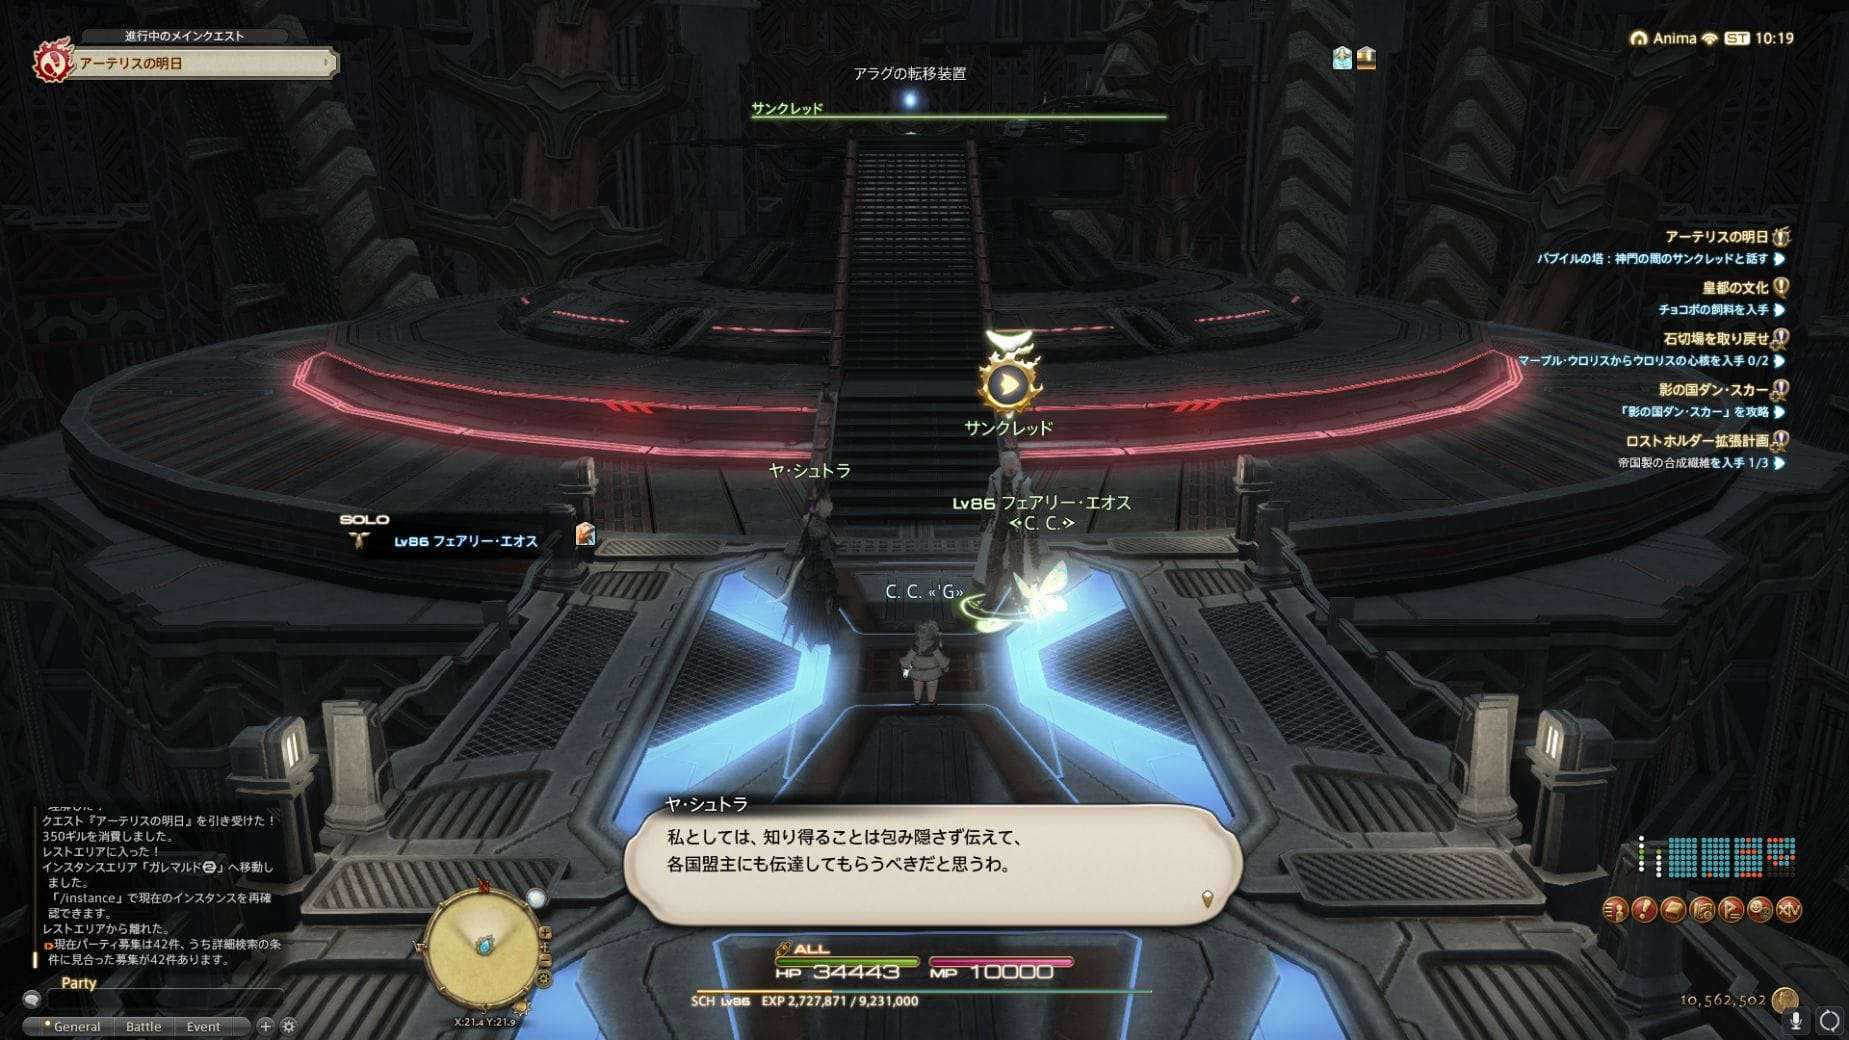 進行中のメインクエスト
アーテリスの明日
Anima ST 10:19
アラグの転移装置
サンクレッド
アーテリスの明日
バブイルの塔：神門の間のサンクレッドと話す
皇都の文化
チョコボの飼料を入手
石切場を取り戻せ
マーブル・ウロリスからウロリスの心核を入手 0/2
影の国ダン・スカー
「影の国ダン・スカー」を攻略
ロストホルダー拡張計画
帝国製の合成繊維を入手 1/3
サンクレッド
ヤ・シュトラ
Lv86 フェアリー・エオス
<C. C.>
SOLO
Lv86 フェアリー・エオス
C. C. «'G»
ヤ・シュトラ
私としては、知り得ることは包み隠さず伝えて、
各国盟主にも伝達してもらうべきだと思うわ。
クエスト『アーテリスの明日』を引き受けた！
350ギルを消費しました。
レストエリアに入った！
インスタンスエリア「ガレマルド2」へ移動し
ました。
「/instance」で現在のインスタンスを再確
認できます。
レストエリアから離れた。
現在パーティ募集は42件、うち詳細検索の条
件に見合った募集が42件あります。
Party
General Battle Event
X:21.4 Y:21.9
ALL
HP 34443 MP 10000
SCH Lv86 EXP 2,727,871 / 9,231,000
10,562,502
XIV